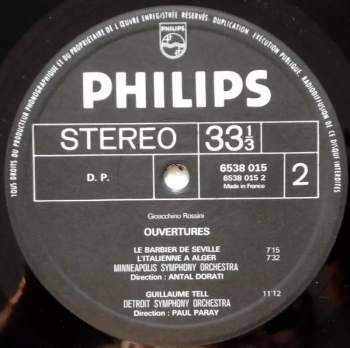 TOUS DROITS DU PRODUCTEUR PHONOGRAPHIQUE ET DU PROPRIETAIRE DE L'ŒUVRE ENREGISTRÉE RÉSERVÉS. DUPLICATION, EXÉCUTION PUBLIQUE, RADIODIFFUSION DE CE DISQUE INTERDITES
PHILIPS
PHILIPS
STEREO 33 1/3
D. P.
6538 015
6538 015 2
Made in France
2
Gioacchino Rossini
OUVERTURES
LE BARBIER DE SEVILLE 7'15
L'ITALIENNE A ALGER 7'32
MINNEAPOLIS SYMPHONY ORCHESTRA
Direction : ANTAL DORATI
GUILLAUME TELL 11'12
DETROIT SYMPHONY ORCHESTRA
Direction : PAUL PARAY